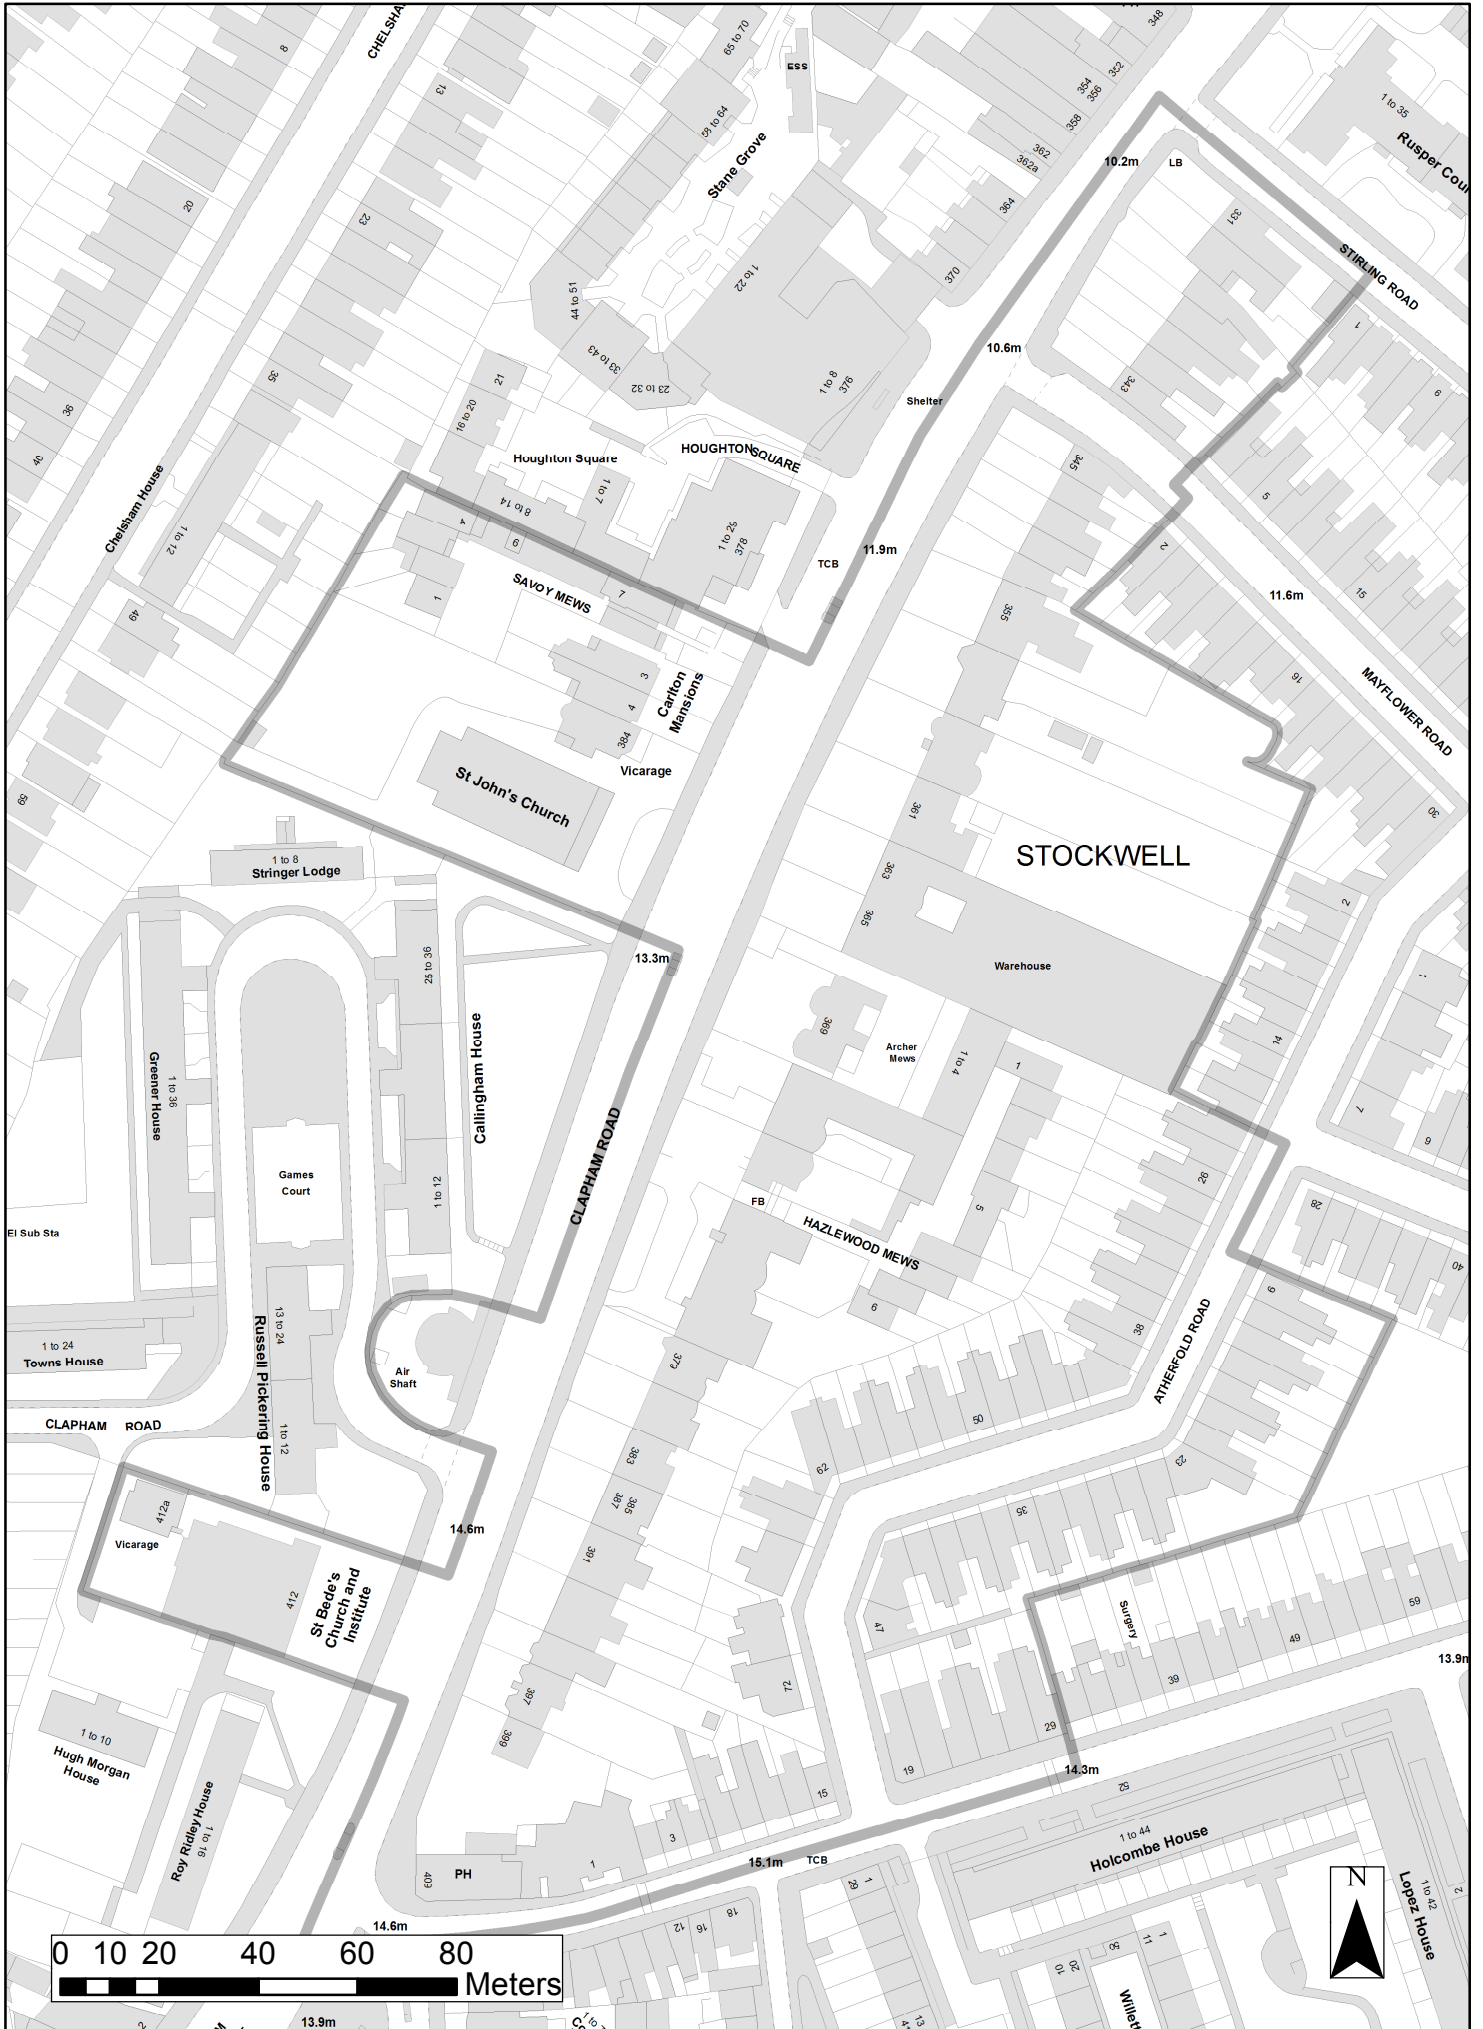 CHELSHA
8
65 to 70
ESS
348
352
354
356
358
13
58 to 64
1 to 35
Rusper Cour
362
362a
10.2m
LB
Stane Grove
20
23
364
331
STIRLING ROAD
370
1 to 22
44 to 51
1
10.6m
33 to 43
23 to 32
1 to 8
376
343
6
35
21
16 to 20
Shelter
36
40
Houghton Square
HOUGHTON SQUARE
345
Chelsham House
1 to 12
8 to 14
1 to 7
5
4
9
1 to 25
378
11.9m
2
TCB
SAVOY MEWS
7
1
49
355
11.6m
15
3
4
Carlton
Mansions
16
MAYFLOWER ROAD
384
Vicarage
St John's Church
59
361
30
STOCKWELL
1 to 8
Stringer Lodge
363
365
2
13.3m
Warehouse
25 to 36
369
Archer
Mews
1 to 4
1
14
Callingham House
Greener House
1 to 36
7
9
CLAPHAM ROAD
Games
Court
1 to 12
26
28
FB
5
HAZLEWOOD MEWS
El Sub Sta
40
9
6
13 to 24
Russell Pickering House
38
ATHERFOLD ROAD
1 to 24
Towns House
373
Air
Shaft
CLAPHAM ROAD
1 to 12
50
62
383
385
387
23
35
412a
Vicarage
14.6m
391
412
St Bede's
Church and
Institute
47
Surgery
59
49
39
13.9m
72
397
399
29
19
14.3m
1 to 10
Hugh Morgan
House
52
15
1 to 44
Holcombe House
Roy Ridley House
1 to 16
3
1
409
PH
15.1m
TCB
29
1
Lopez House
1 to 42
2
N
14.6m
12
16
18
0 10 20 40 60 80
Meters
50
11
1
20
10
Willett
13
13.9m
2